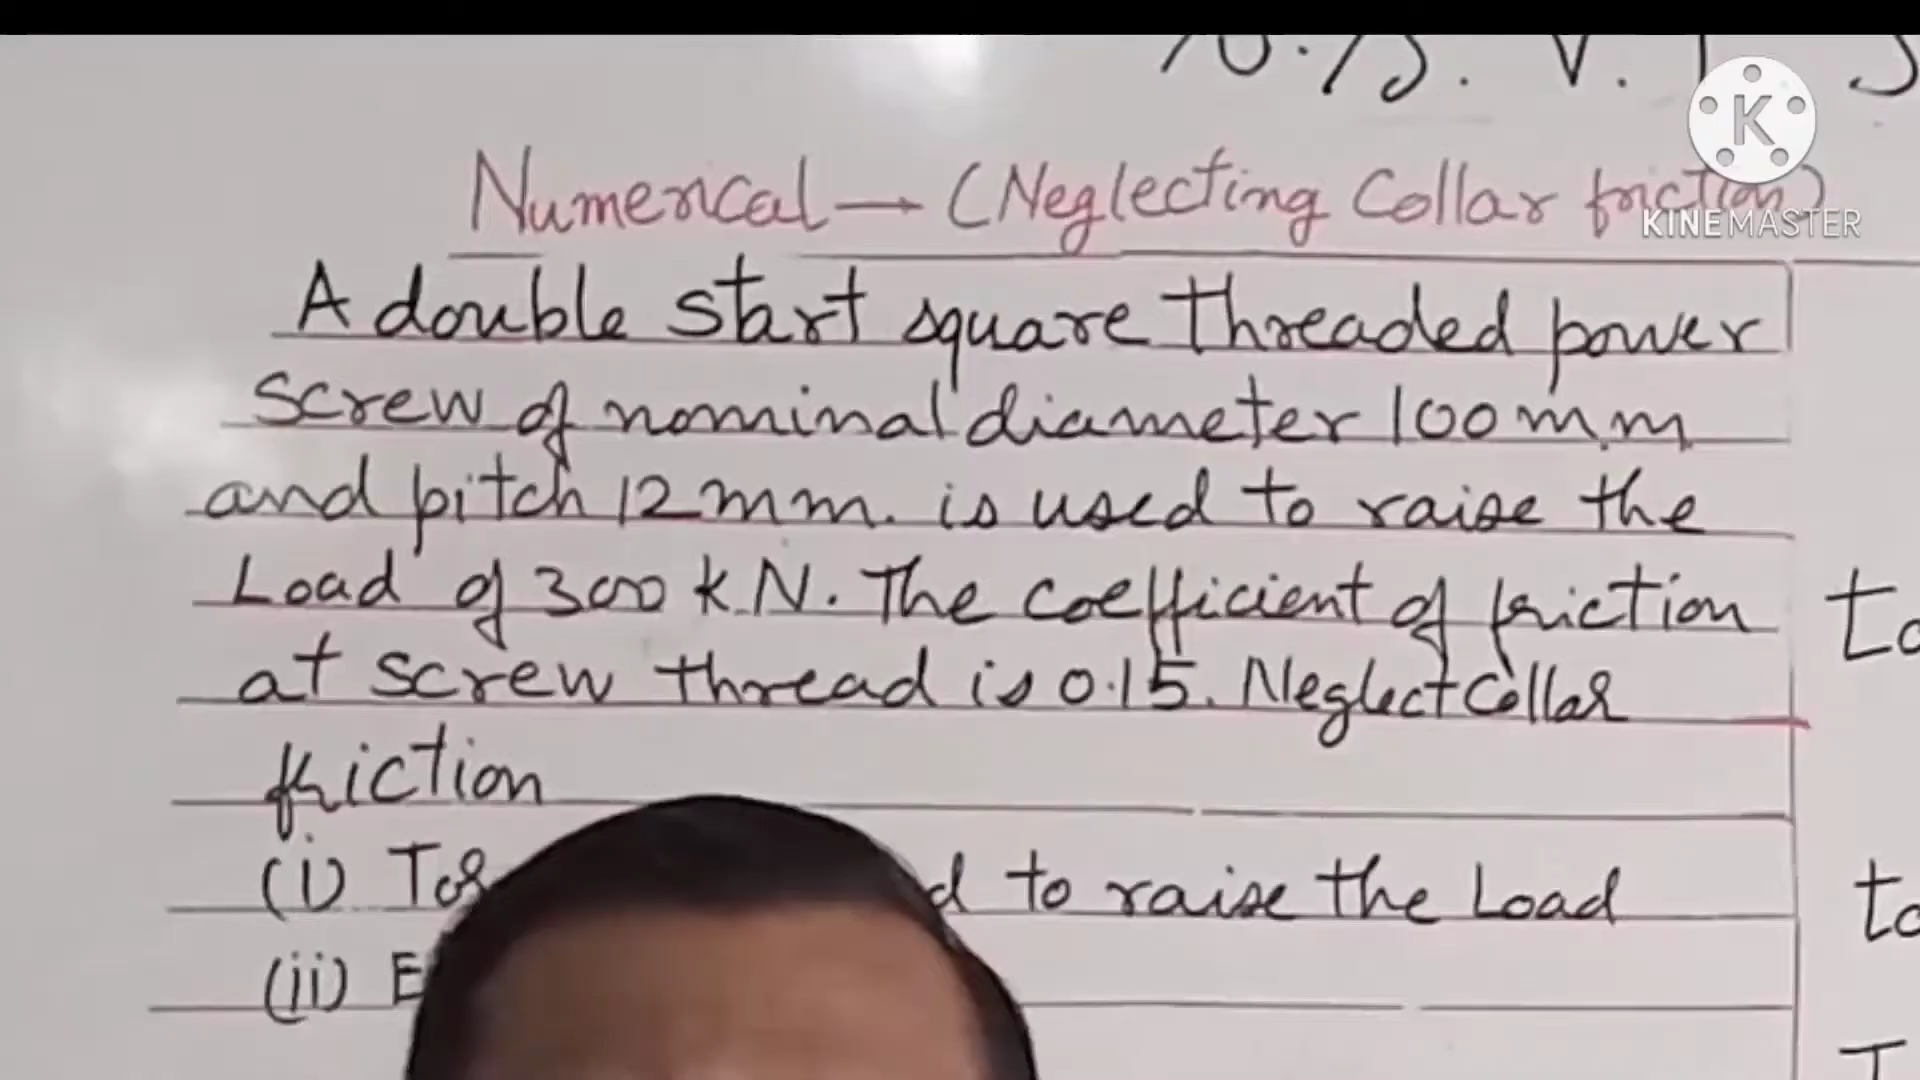 K
KINEMASTER
Numerical → (Neglecting Collar friction)
A double start square threaded power
screw of nominal diameter 100 mm
and pitch 12 mm. is used to raise the
Load of 300 kN. The coefficient of friction
at screw thread is 0.15. Neglect Collar
friction
(i) to raise the Load
(ii)